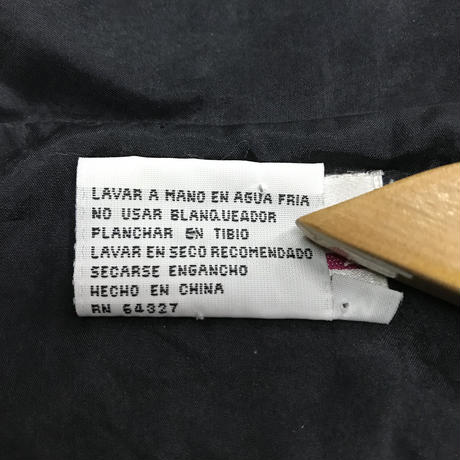 LAVAR A MANO EN AGUA FRIA
NO USAR BLANQUEADOR
PLANCHAR EN TIBIO
LAVAR EN SECO RECOMENDADO
SECARSE ENGANCHO
HECHO EN CHINA
RN 64327